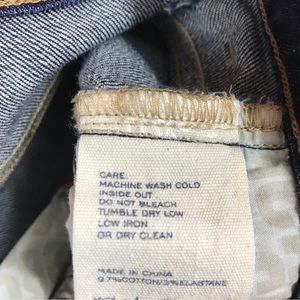 CARE:
MACHINE WASH COLD
INSIDE OUT
DO NOT BLEACH
TUMBLE DRY LOW
LOW IRON
OR DRY CLEAN
MADE IN CHINA
97%COTTON/3%ELASTANE